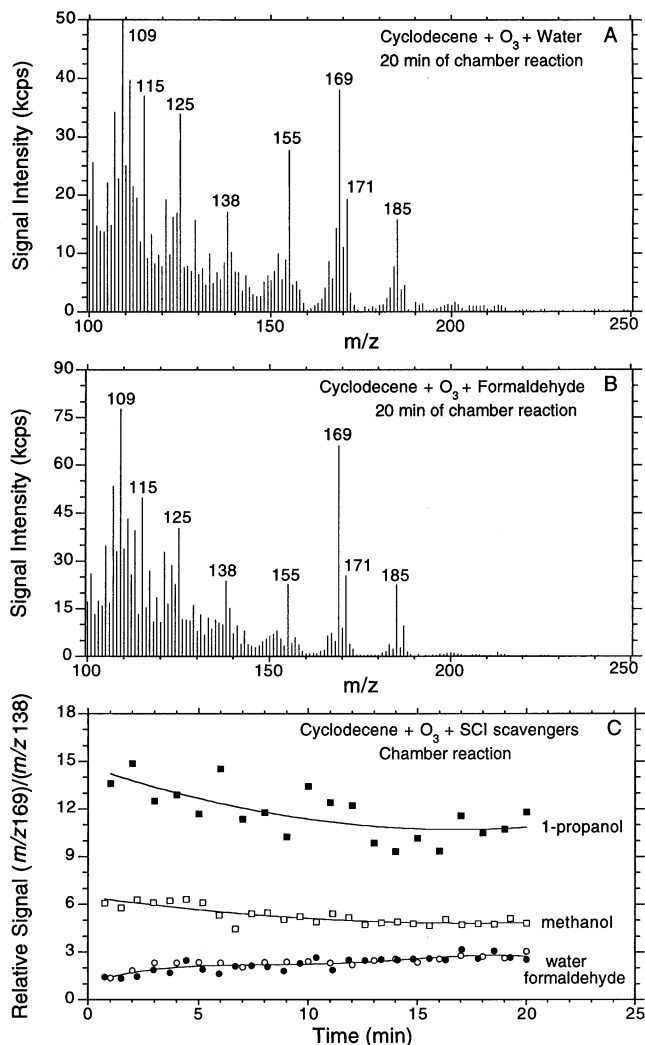 50
40
30
20
10
0
Signal Intensity (kcps)
Cyclodecene + O3 + Water
A
20 min of chamber reaction
109
115
125
138
155
169
171
185
100
150
200
250
m/z
90
75
60
45
30
15
0
Signal Intensity (kcps)
Cyclodecene + O3 + Formaldehyde
B
20 min of chamber reaction
109
115
125
138
155
169
171
185
100
150
200
250
m/z
18
15
12
9
6
3
0
Relative Signal (m/z169)/(m/z138)
Cyclodecene + O3 + SCI scavengers
C
Chamber reaction
1-propanol
methanol
water
formaldehyde
0
5
10
15
20
25
Time (min)